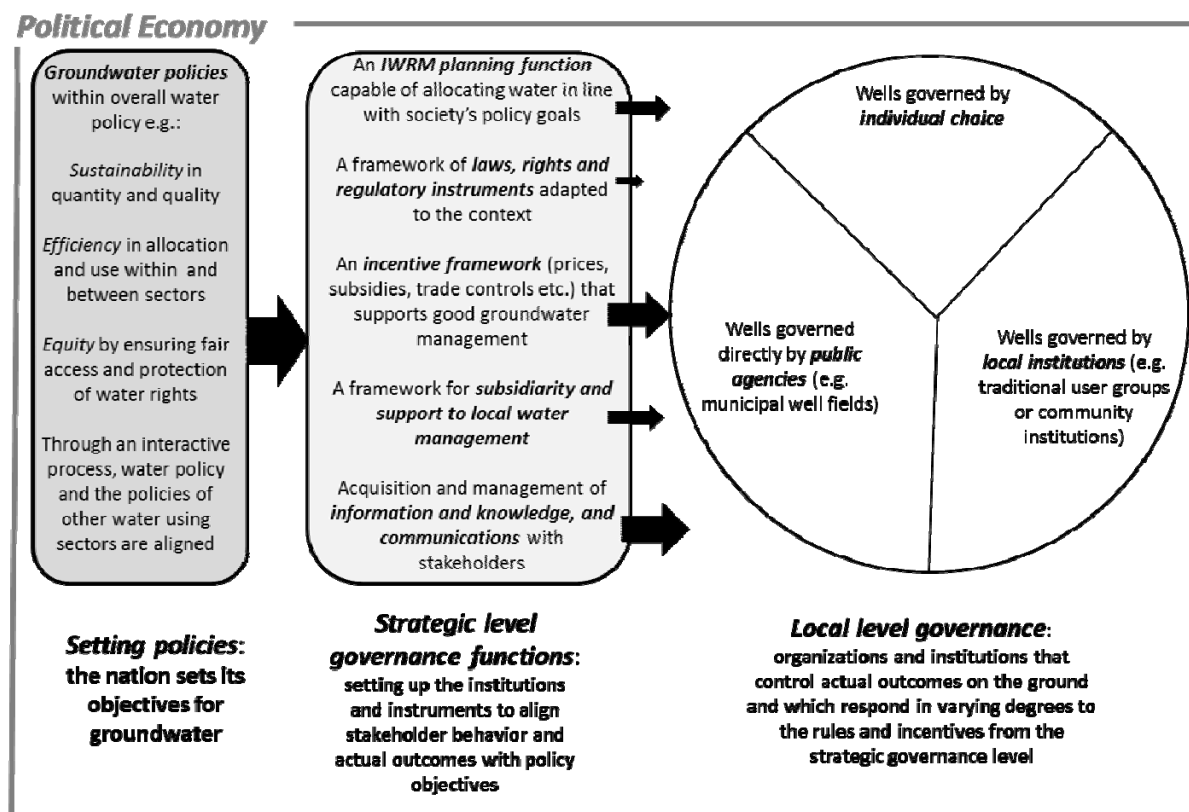 Political Economy
Groundwater policies
within overall water
policy e.g.:
Sustainability in
quantity and quality
Efficiency in allocation
and use within and
between sectors
Equity by ensuring fair
access and protection
of water rights
Through an interactive
process, water policy
and the policies of
other water using
sectors are aligned
An IWRM planning function
capable of allocating water in line
with society's policy goals
A framework of laws, rights and
regulatory instruments adapted
to the context
An incentive framework (prices,
subsidies, trade controls etc.) that
supports good groundwater
management
A framework for subsidiarity and
support to local water
management
Acquisition and management of
information and knowledge, and
communications with
stakeholders
Wells governed by
individual choice
Wells governed
directly by public
agencies (e.g.
municipal well fields)
Wells governed by
local institutions (e.g.
traditional user groups
or community
institutions)
Setting policies:
the nation sets its
objectives for
groundwater
Strategic level
governance functions:
setting up the institutions
and instruments to align
stakeholder behavior and
actual outcomes with policy
objectives
Local level governance:
organizations and institutions that
control actual outcomes on the ground
and which respond in varying degrees to
the rules and incentives from the
strategic governance level